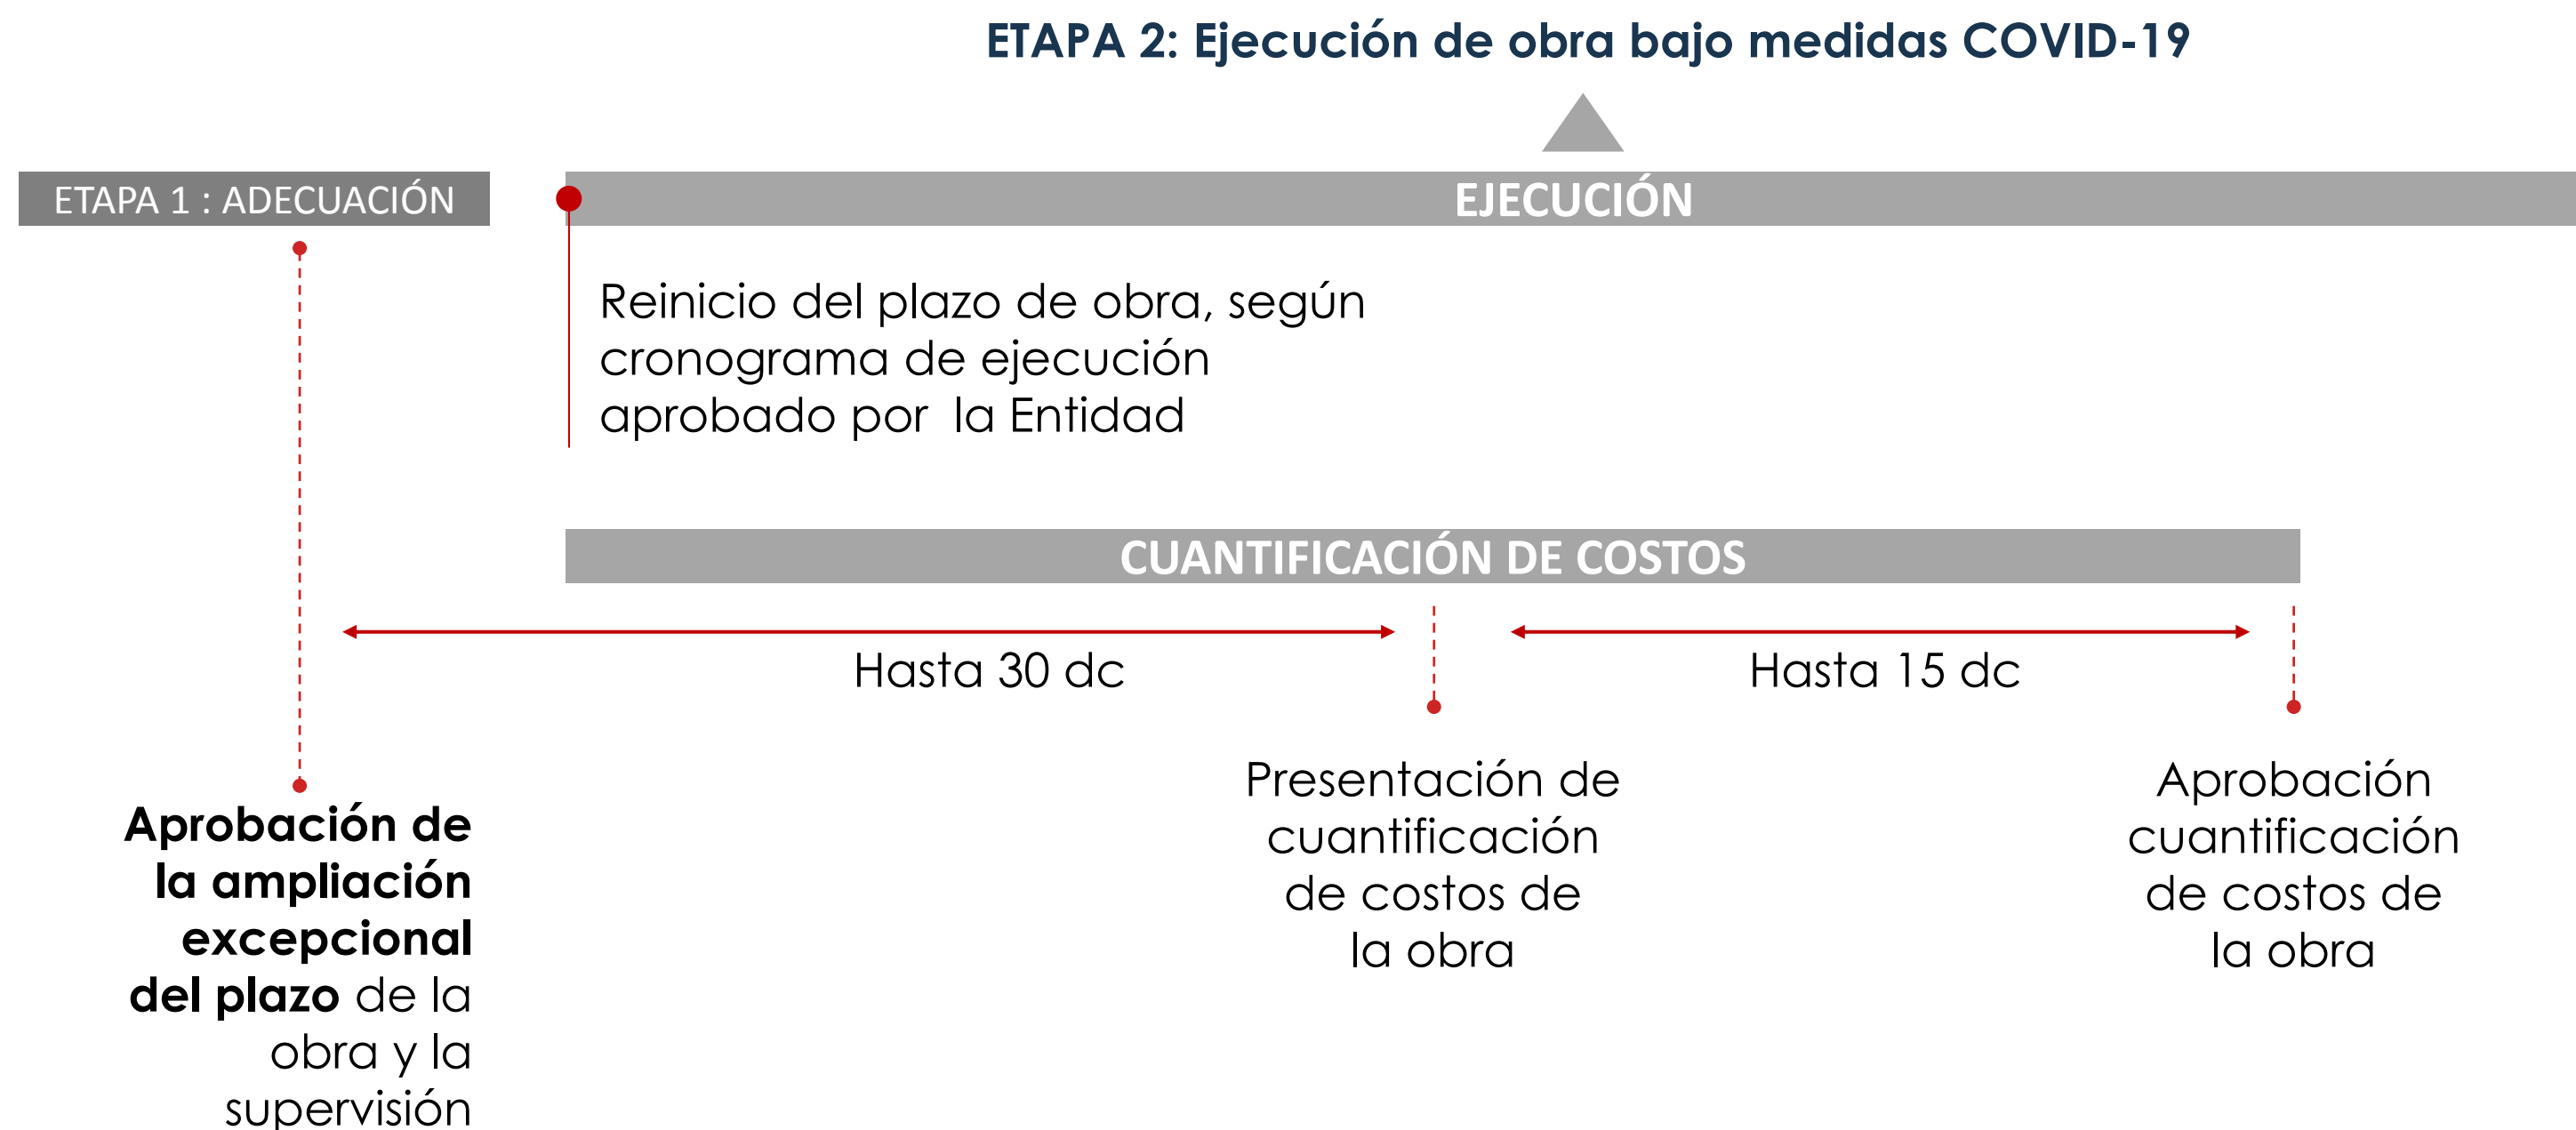 ETAPA 2: Ejecución de obra bajo medidas COVID-19
ETAPA 1 : ADECUACIÓN
EJECUCIÓN
Reinicio del plazo de obra, según
cronograma de ejecución
aprobado por la Entidad
CUANTIFICACIÓN DE COSTOS
Hasta 30 dc
Hasta 15 dc
Aprobación de
la ampliación
excepcional
del plazo de la
obra y la
supervisión
Presentación de
cuantificación
de costos de
la obra
Aprobación
cuantificación
de costos de
la obra